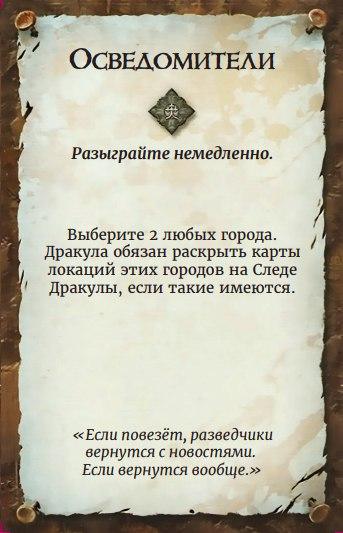 Осведомители
Разыграйте немедленно.
Выберите 2 любых города.
Дракула обязан раскрыть карты
локаций этих городов на Следе
Дракулы, если такие имеются.
«Если повезёт, разведчики
вернутся с новостями.
Если вернутся вообще.»